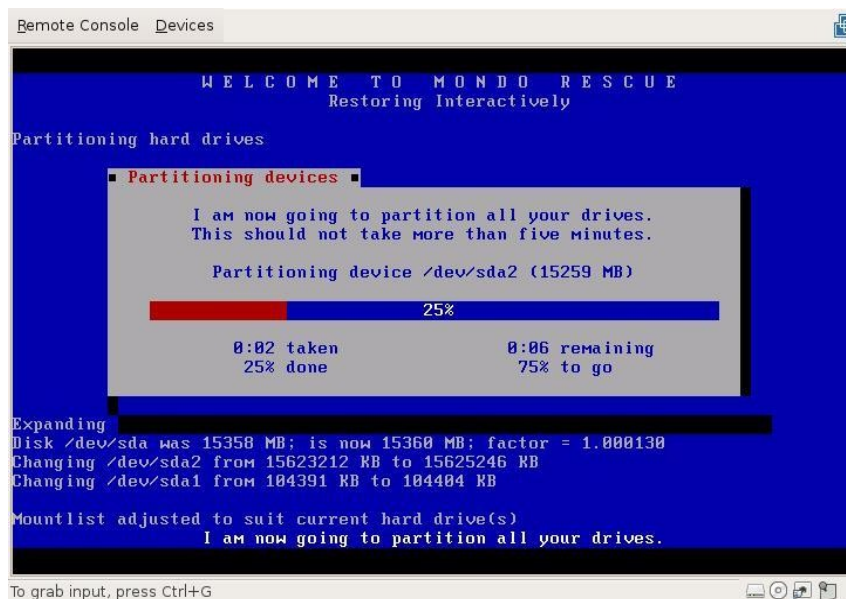 Remote Console Devices
WELCOME TO MONDO RESCUE
Restoring Interactively
Partitioning hard drives
Partitioning devices
I am now going to partition all your drives.
This should not take more than five minutes.
Partitioning device /dev/sda2 (15259 MB)
25%
0:02 taken 0:06 remaining
25% done 75% to go
Expanding
Disk /dev/sda was 15358 MB; is now 15360 MB; factor = 1.000130
Changing /dev/sda2 from 15623212 KB to 15625246 KB
Changing /dev/sda1 from 104391 KB to 104404 KB
Mountlist adjusted to suit current hard drive(s)
I am now going to partition all your drives.
To grab input, press Ctrl+G